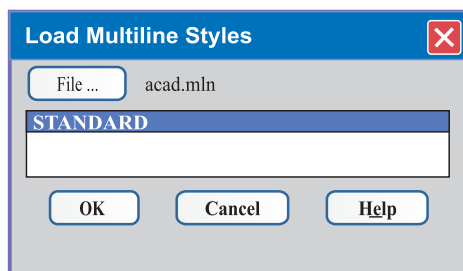 Load Multiline Styles
File ... acad.mln
STANDARD
OK Cancel Help